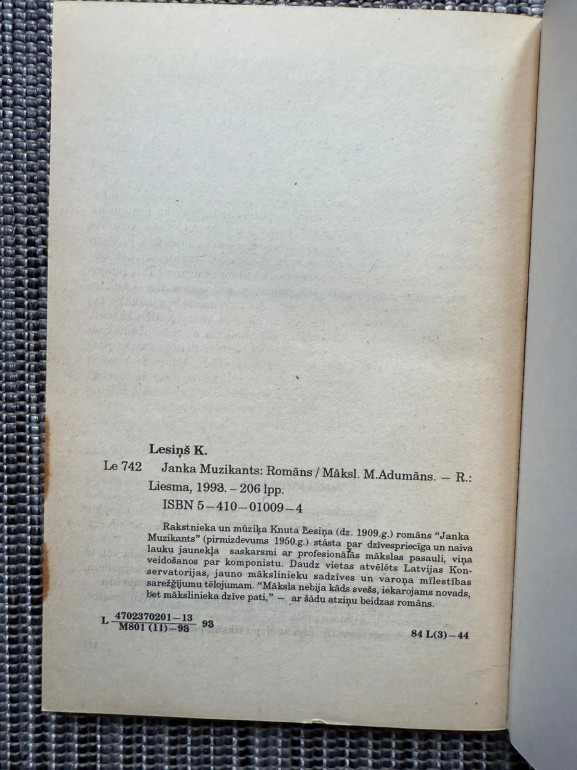 Lesiņš K.
Le 742 Janka Muzikants: Romāns / Māksl. M.Adumāns. — R.:
Liesma, 1993. – 206 lpp.
ISBN 5—410—01009—4
Rakstnieka un mūziķa Knuta Lesiņa (dz. 1909.g.) romāns “Janka
Muzikants” (pirmizdevums 1950.g.) stāsta par dzīvespriecīga un naiva
lauku jaunekļa saskarsmi ar profesionālās mākslas pasauli, viņa
veidošanos par komponistu. Daudz vietas atvēlēts Latvijas Kon-
servatorijas, jauno mākslinieku sadzīves un varoņa mīlestības
sarežģījumu tēlojumam. “Māksla nebija kāds svešs, iekarojams novads,
bet mākslinieka dzīve pati,” — ar šādu atziņu beidzas romāns.
L 4702370201—13
M801 (11)—93 93
84 L(3)—44